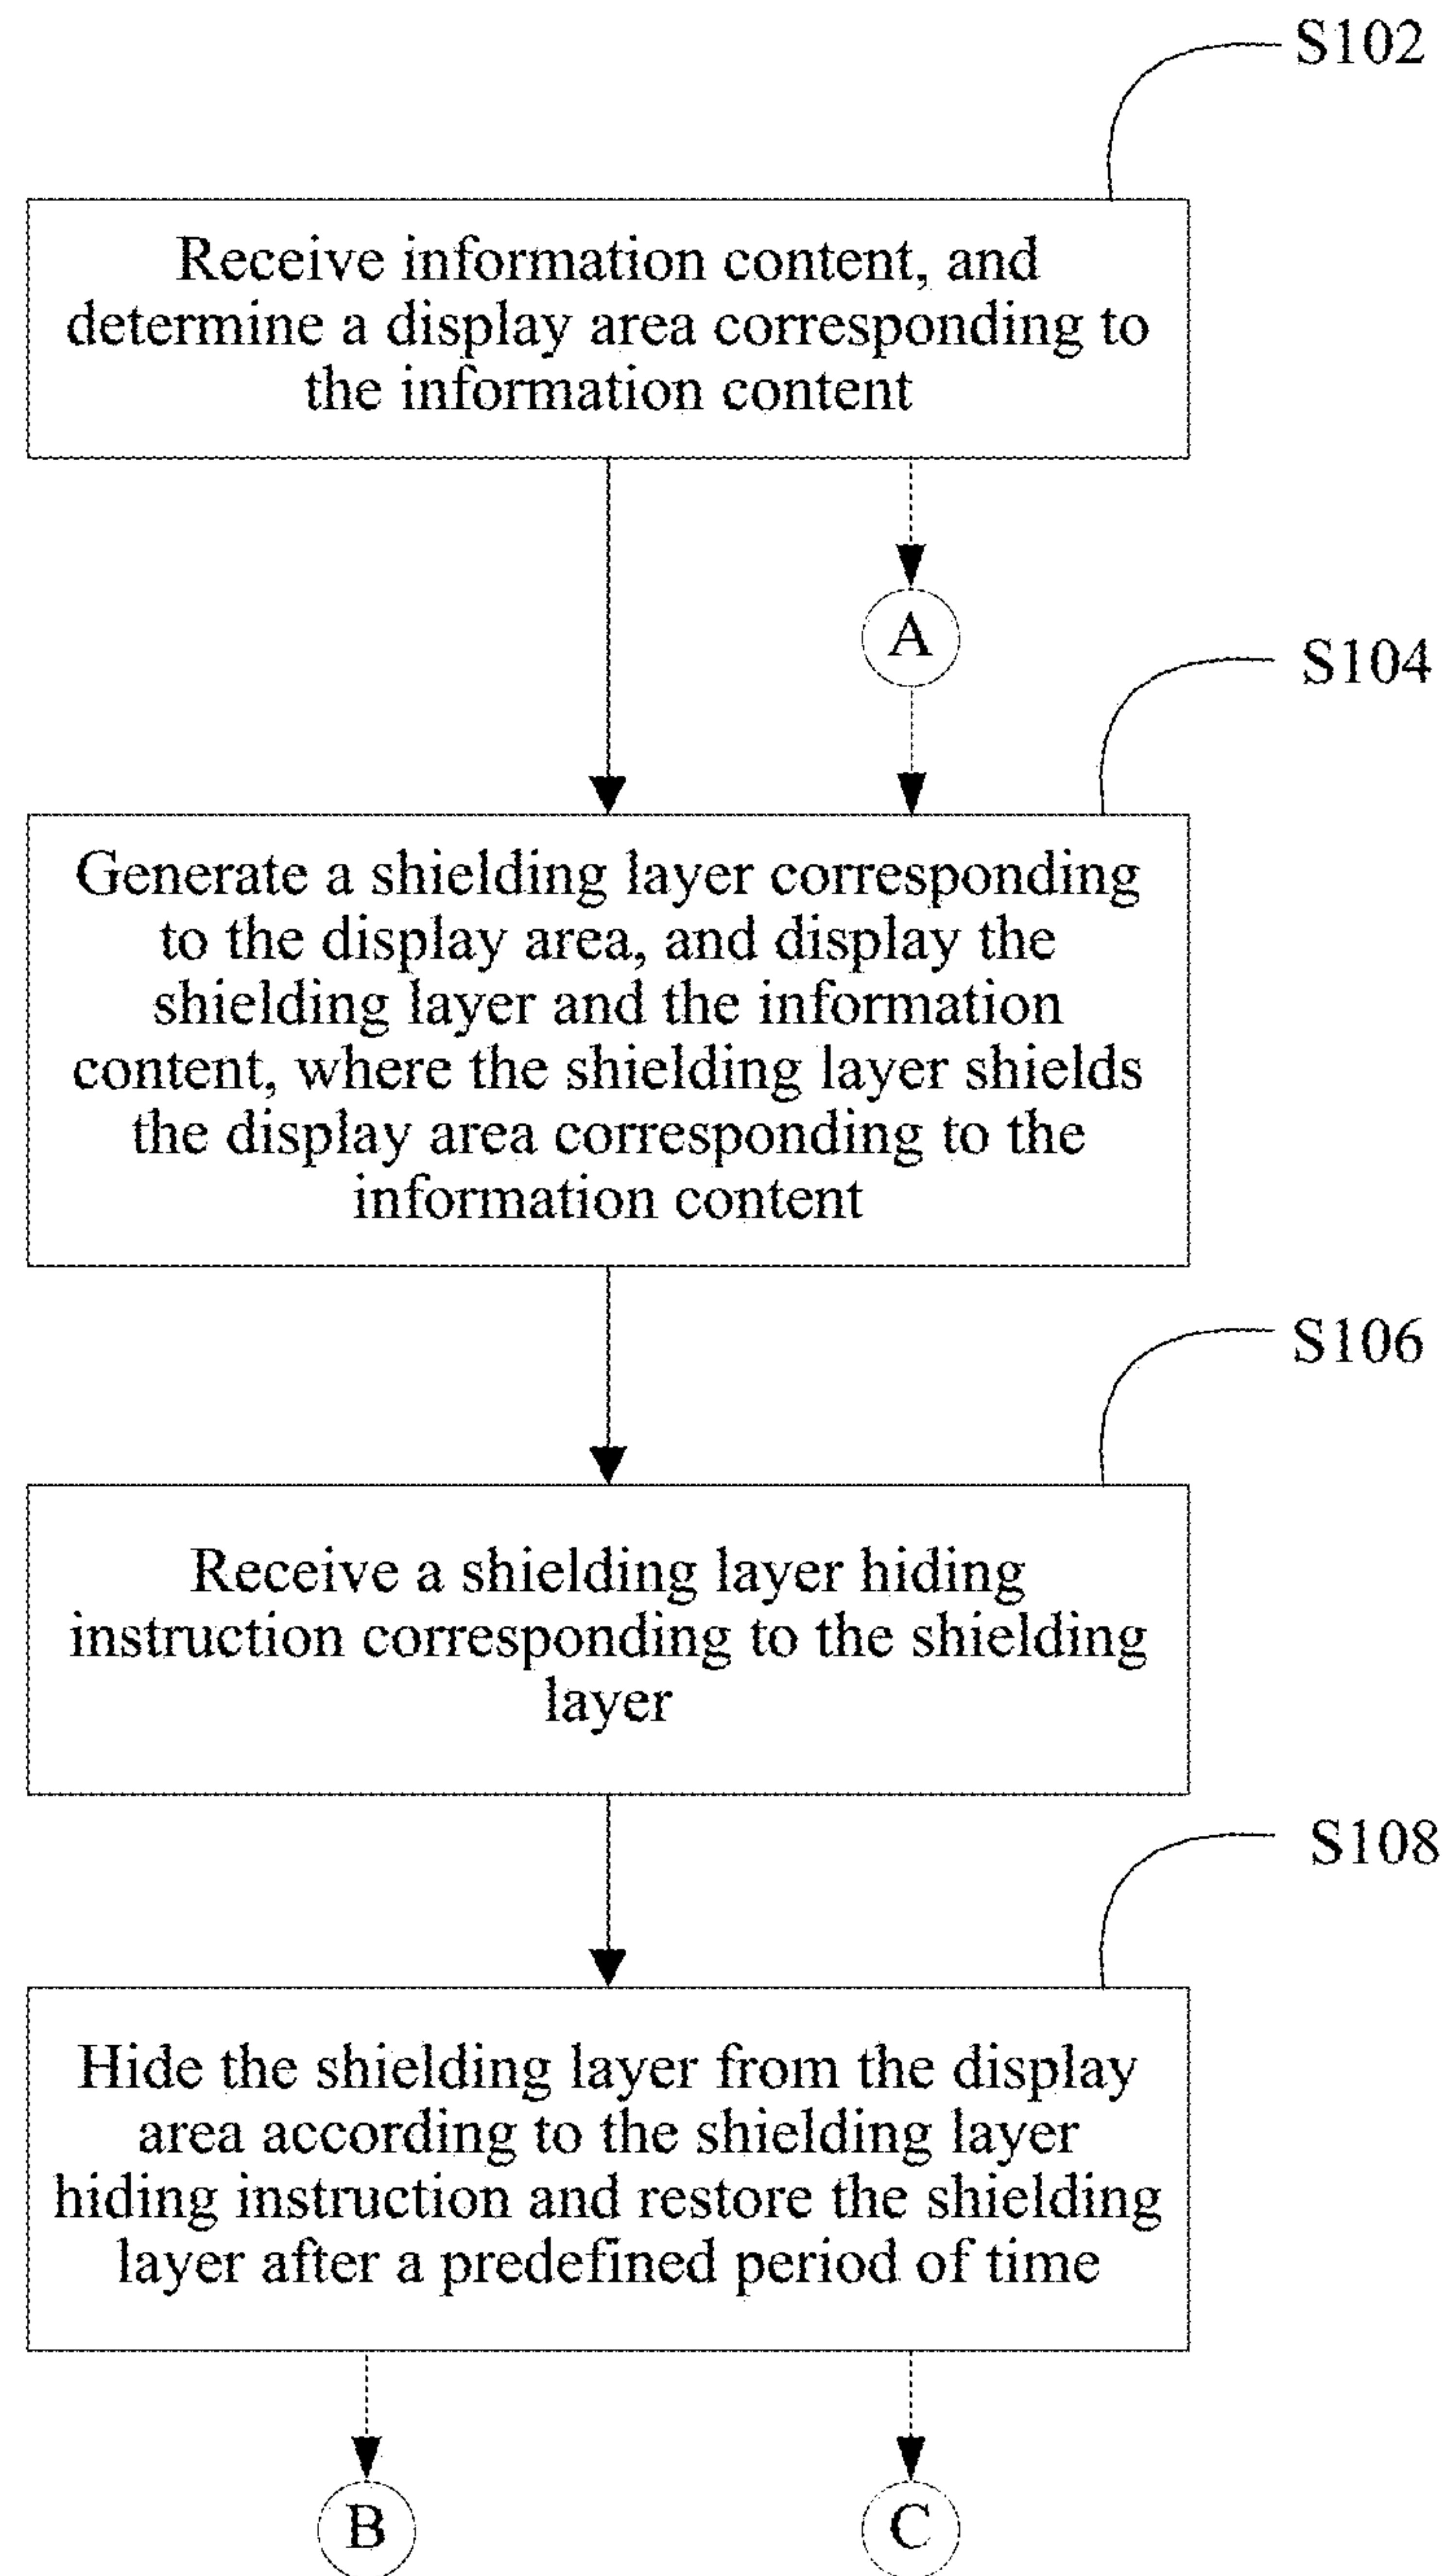 S102
Receive information content, and
determine a display area corresponding to
the information content
A
S104
Generate a shielding layer corresponding
to the display area, and display the
shielding layer and the information
content, where the shielding layer shields
the display area corresponding to the
information content
S106
Receive a shielding layer hiding
instruction corresponding to the shielding
layer
S108
Hide the shielding layer from the display
area according to the shielding layer
hiding instruction and restore the shielding
layer after a predefined period of time
B
C